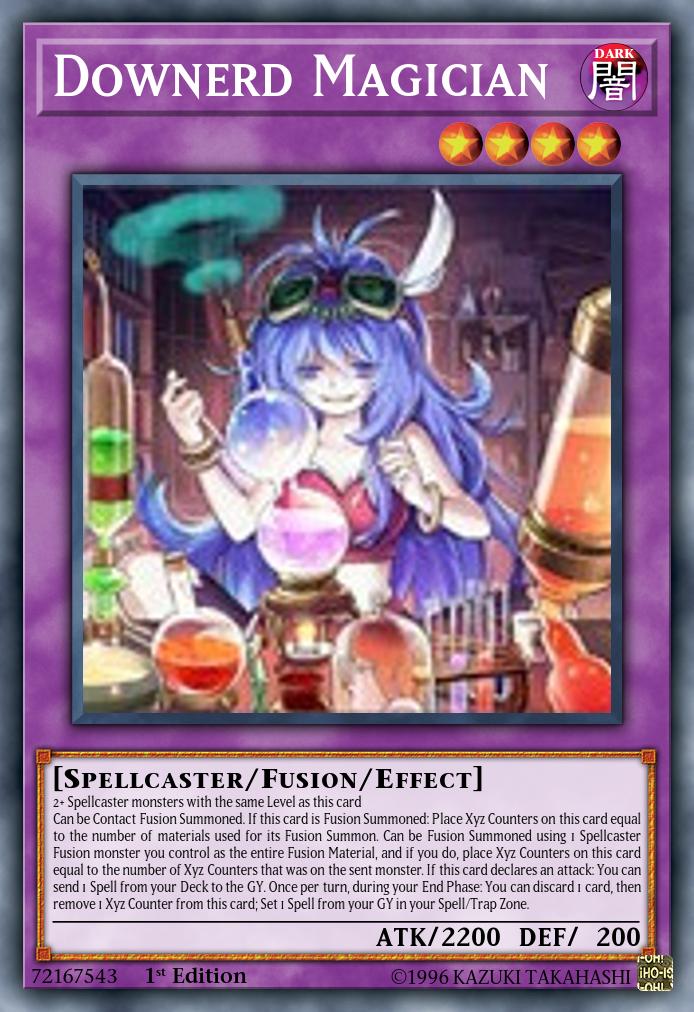 Downerd Magician
DARK
闇
[Spellcaster/Fusion/Effect]
2+ Spellcaster monsters with the same Level as this card
Can be Contact Fusion Summoned. If this card is Fusion Summoned: Place Xyz Counters on this card equal
to the number of materials used for its Fusion Summon. Can be Fusion Summoned using 1 Spellcaster
Fusion monster you control as the entire Fusion Material, and if you do, place Xyz Counters on this card
equal to the number of Xyz Counters that was on the sent monster. If this card declares an attack: You can
send 1 Spell from your Deck to the GY. Once per turn, during your End Phase: You can discard 1 card, then
remove 1 Xyz Counter from this card; Set 1 Spell from your GY in your Spell/Trap Zone.
ATK/2200 DEF/ 200
72167543 1st Edition ©1996 KAZUKI TAKAHASHI